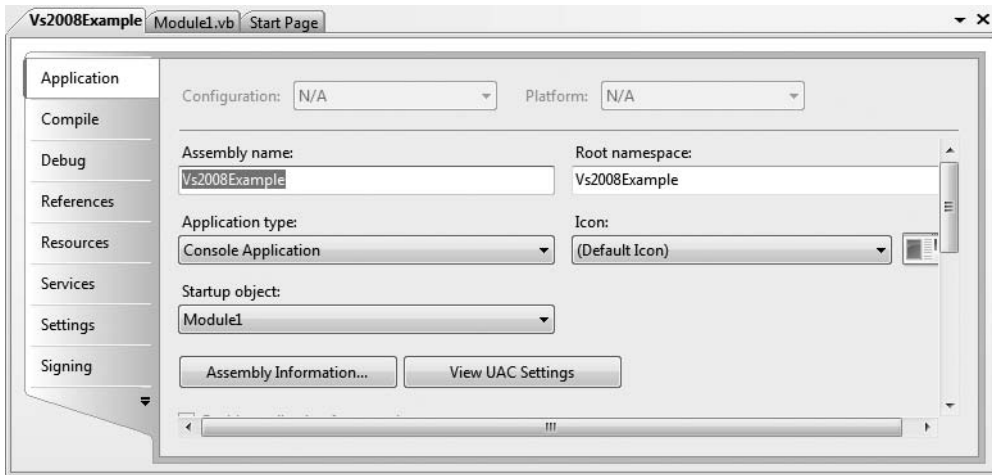 Vs2008Example Module1.vb Start Page
Application
Configuration: N/A Platform: N/A
Compile
Assembly name: Root namespace:
Debug
Vs2008Example Vs2008Example
References
Application type: Icon:
Resources
Console Application (Default Icon)
Services
Startup object:
Settings
Module1
Signing
Assembly Information... View UAC Settings